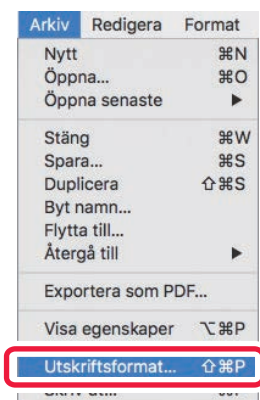 Arkiv Redigera Format
Nytt ⌘N
Öppna... ⌘O
Öppna senaste ▶
Stäng ⌘W
Spara... ⌘S
Duplicera ⇧⌘S
Byt namn...
Flytta till...
Återgå till ▶
Exportera som PDF...
Visa egenskaper ⌥⌘P
Utskriftsformat... ⇧⌘P